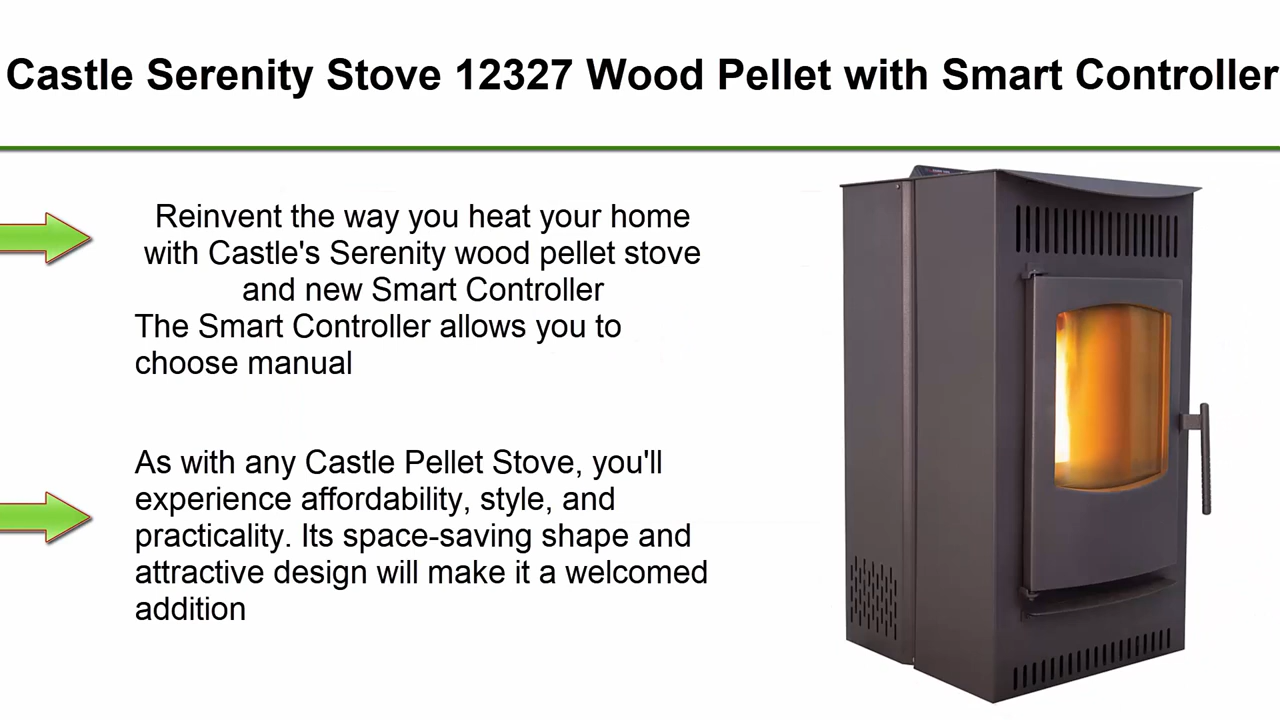 Castle Serenity Stove 12327 Wood Pellet with Smart Controller
Reinvent the way you heat your home
with Castle's Serenity wood pellet stove
and new Smart Controller
The Smart Controller allows you to
choose manual
As with any Castle Pellet Stove, you'll
experience affordability, style, and
practicality. Its space-saving shape and
attractive design will make it a welcomed
addition